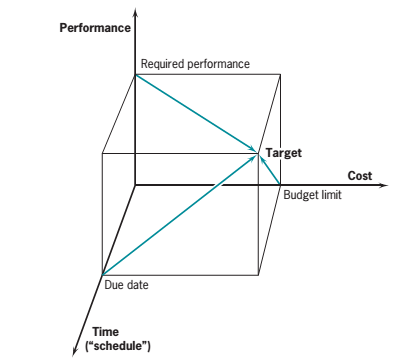 Performance
Required performance
Target
Cost
Budget limit
Due date
Time
(“schedule”)